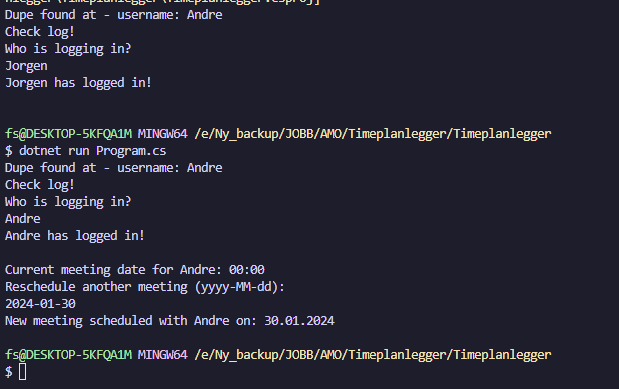 nlegger\Timeplanlegger\Timeplanlegger.csproj]
Dupe found at - username: Andre
Check log!
Who is logging in?
Jorgen
Jorgen has logged in!
fs@DESKTOP-5KFQA1M MINGW64 /e/Ny_backup/JOBB/AMO/Timeplanlegger/Timeplanlegger
$ dotnet run Program.cs
Dupe found at - username: Andre
Check log!
Who is logging in?
Andre
Andre has logged in!
Current meeting date for Andre: 00:00
Reschedule another meeting (yyyy-MM-dd):
2024-01-30
New meeting scheduled with Andre on: 30.01.2024
fs@DESKTOP-5KFQA1M MINGW64 /e/Ny_backup/JOBB/AMO/Timeplanlegger/Timeplanlegger
$